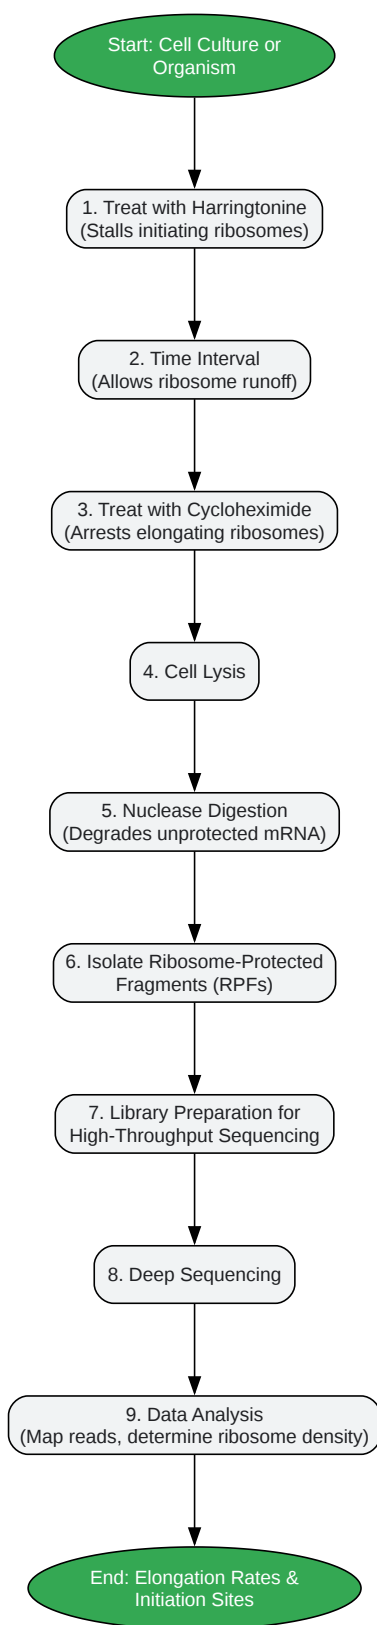 Start: Cell Culture or
Organism
1. Treat with Harringtonine
(Stalls initiating ribosomes)
2. Time Interval
(Allows ribosome runoff)
3. Treat with Cycloheximide
(Arrests elongating ribosomes)
4. Cell Lysis
5. Nuclease Digestion
(Degrades unprotected mRNA)
6. Isolate Ribosome-Protected
Fragments (RPFs)
7. Library Preparation for
High-Throughput Sequencing
8. Deep Sequencing
9. Data Analysis
(Map reads, determine ribosome density)
End: Elongation Rates &
Initiation Sites